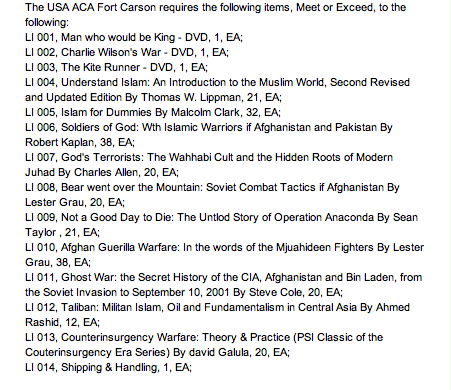 The USA ACA Fort Carson requires the following items, Meet or Exceed, to the
following:
LI 001, Man who would be King - DVD, 1, EA;
LI 002, Charlie Wilson's War - DVD, 1, EA;
LI 003, The Kite Runner - DVD, 1, EA;
LI 004, Understand Islam: An Introduction to the Muslim World, Second Revised
and Updated Edition By Thomas W. Lippman, 21, EA;
LI 005, Islam for Dummies By Malcolm Clark, 32, EA;
LI 006, Soldiers of God: Wth Islamic Warriors if Afghanistan and Pakistan By
Robert Kaplan, 38, EA;
LI 007, God's Terrorists: The Wahhabi Cult and the Hidden Roots of Modern
Juhad By Charles Allen, 20, EA;
LI 008, Bear went over the Mountain: Soviet Combat Tactics if Afghanistan By
Lester Grau, 20, EA;
LI 009, Not a Good Day to Die: The Untlod Story of Operation Anaconda By Sean
Taylor , 21, EA;
LI 010, Afghan Guerilla Warfare: In the words of the Mjuahideen Fighters By Lester
Grau, 38, EA;
LI 011, Ghost War: the Secret History of the CIA, Afghanistan and Bin Laden, from
the Soviet Invasion to September 10, 2001 By Steve Cole, 20, EA;
LI 012, Taliban: Militan Islam, Oil and Fundamentalism in Central Asia By Ahmed
Rashid, 12, EA;
LI 013, Counterinsurgency Warfare: Theory & Practice (PSI Classic of the
Couterinsurgency Era Series) By david Galula, 20, EA;
LI 014, Shipping & Handling, 1, EA;